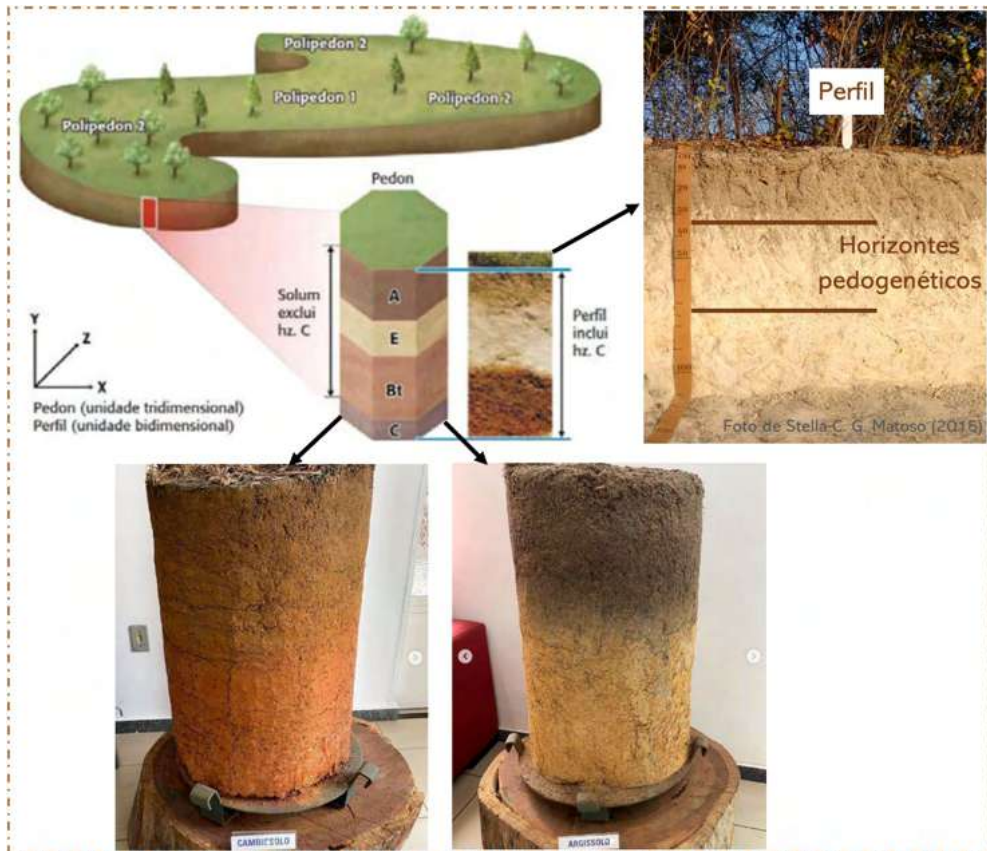 Polipedon 2
Polipedon 1
Polipedon 2
Polipedon 2
Pedon
Solum
exclui
hz. C
A
E
Bt
C
Perfil
inclui
hz. C
Y
Z
X
Pedon (unidade tridimensional)
Perfil (unidade bidimensional)
Perfil
Horizontes
pedogenéticos
Foto de Stella C. G. Matoso (2016)
CAMBISSOLO
ARGISSOLO